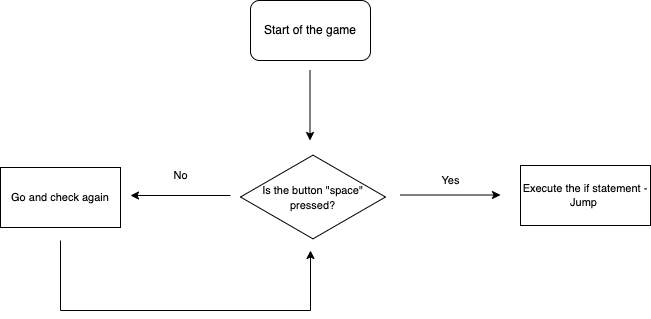 Start of the game
No
Yes
Go and check again
Is the button "space"
pressed?
Execute the if statement -
Jump